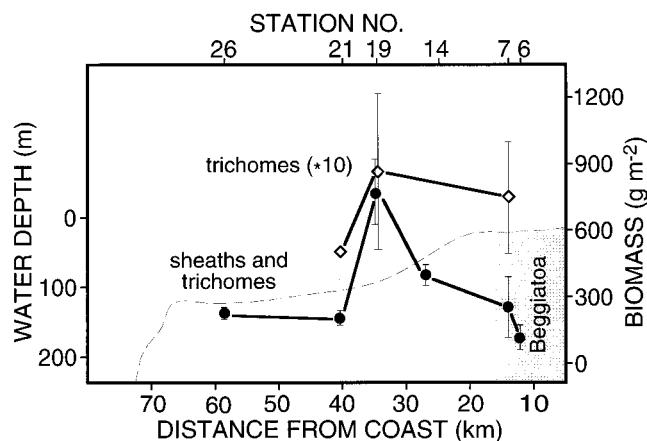 STATION NO.
26 21 19 14 7 6
WATER DEPTH (m)
0
100
200
trichomes (*10)
sheaths and
trichomes
Beggiatoa
1200
900
600
300
0
BIOMASS (g m-2)
70 60 50 40 30 20 10
DISTANCE FROM COAST (km)